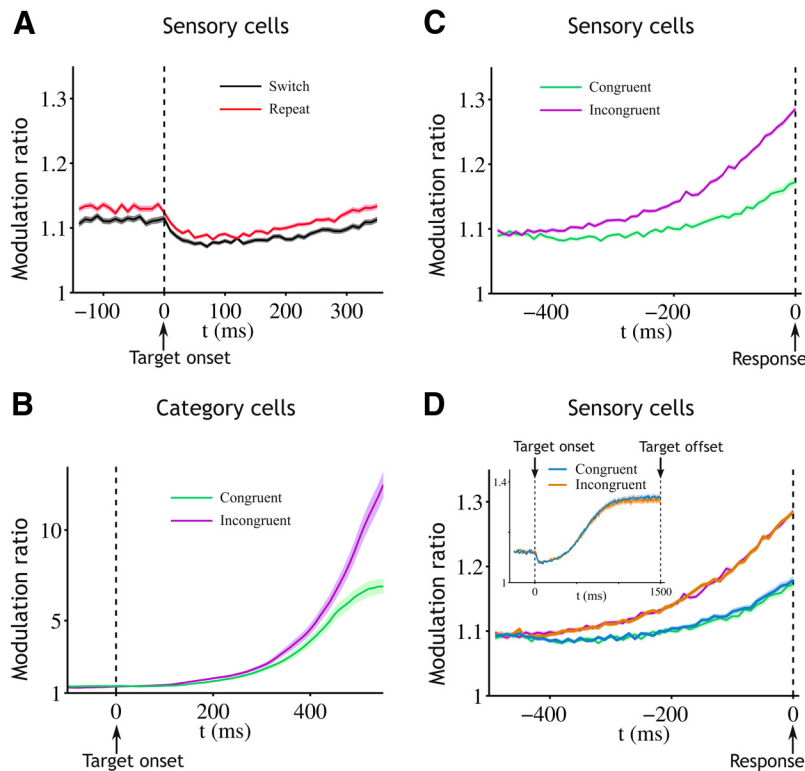 A
Sensory cells
Modulation ratio
1.3
1.2
1.1
1
Switch
Repeat
−100
0
100
200
300
t (ms)
Target onset
C
Sensory cells
Modulation ratio
1.3
1.2
1.1
1
Congruent
Incongruent
−400
−200
0
t (ms)
Response
B
Category cells
Modulation ratio
10
5
1
Congruent
Incongruent
0
200
400
t (ms)
Target onset
D
Sensory cells
Target onset
Target offset
Congruent
Incongruent
1.4
1
0
1500
t (ms)
Modulation ratio
1.3
1.2
1.1
1
−400
−200
0
t (ms)
Response